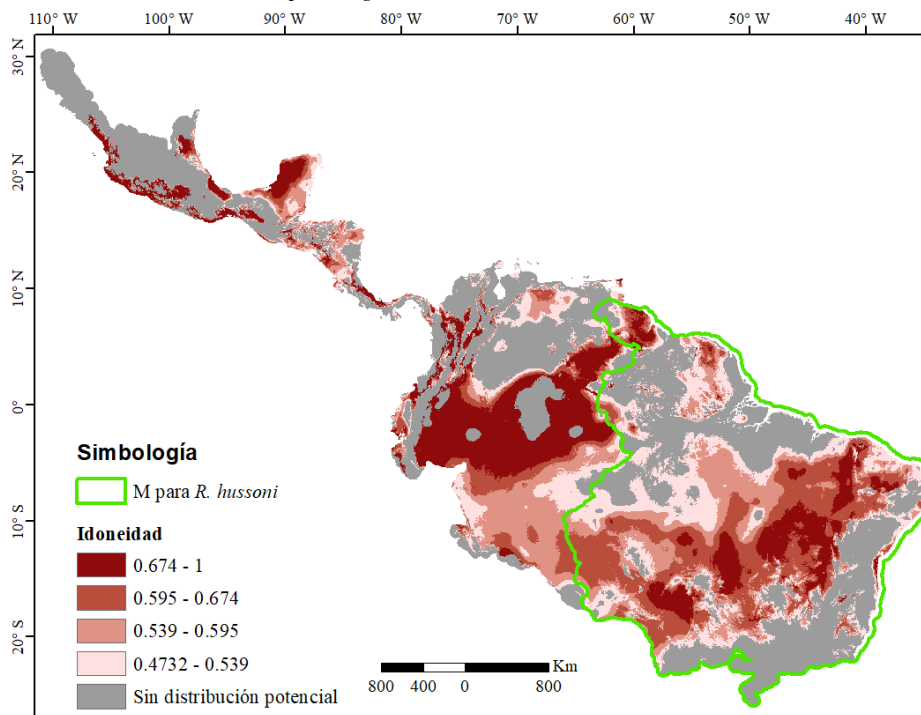 110° W 100° W 90° W 80° W 70° W 60° W 50° W 40° W
30° N
20° N
10° N
0°
10° S
20° S
Simbología
M para R. hussoni
Idoneidad
0.674 - 1
0.595 - 0.674
0.539 - 0.595
0.4732 - 0.539
Sin distribución potencial
Km
800 400 0 800